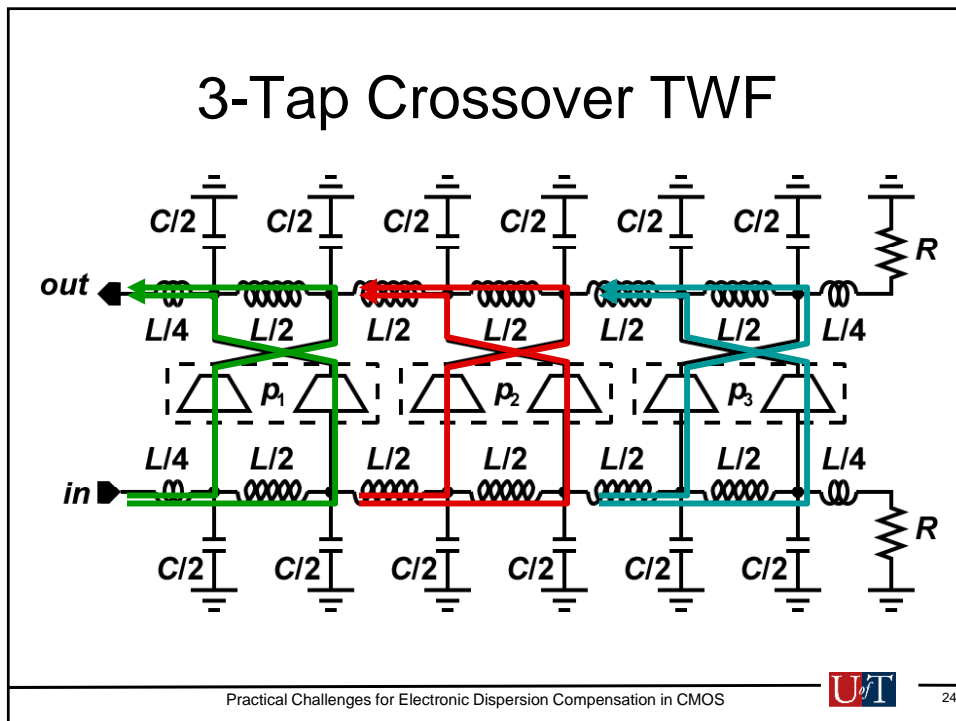 3-Tap Crossover TWF
C/2 C/2 C/2 C/2 C/2 C/2
R
out
L/4 L/2 L/2 L/2 L/2 L/2 L/4
p1 p2 p3
L/4 L/2 L/2 L/2 L/2 L/2 L/4
in
R
C/2 C/2 C/2 C/2 C/2 C/2
Practical Challenges for Electronic Dispersion Compensation in CMOS
UofT
24